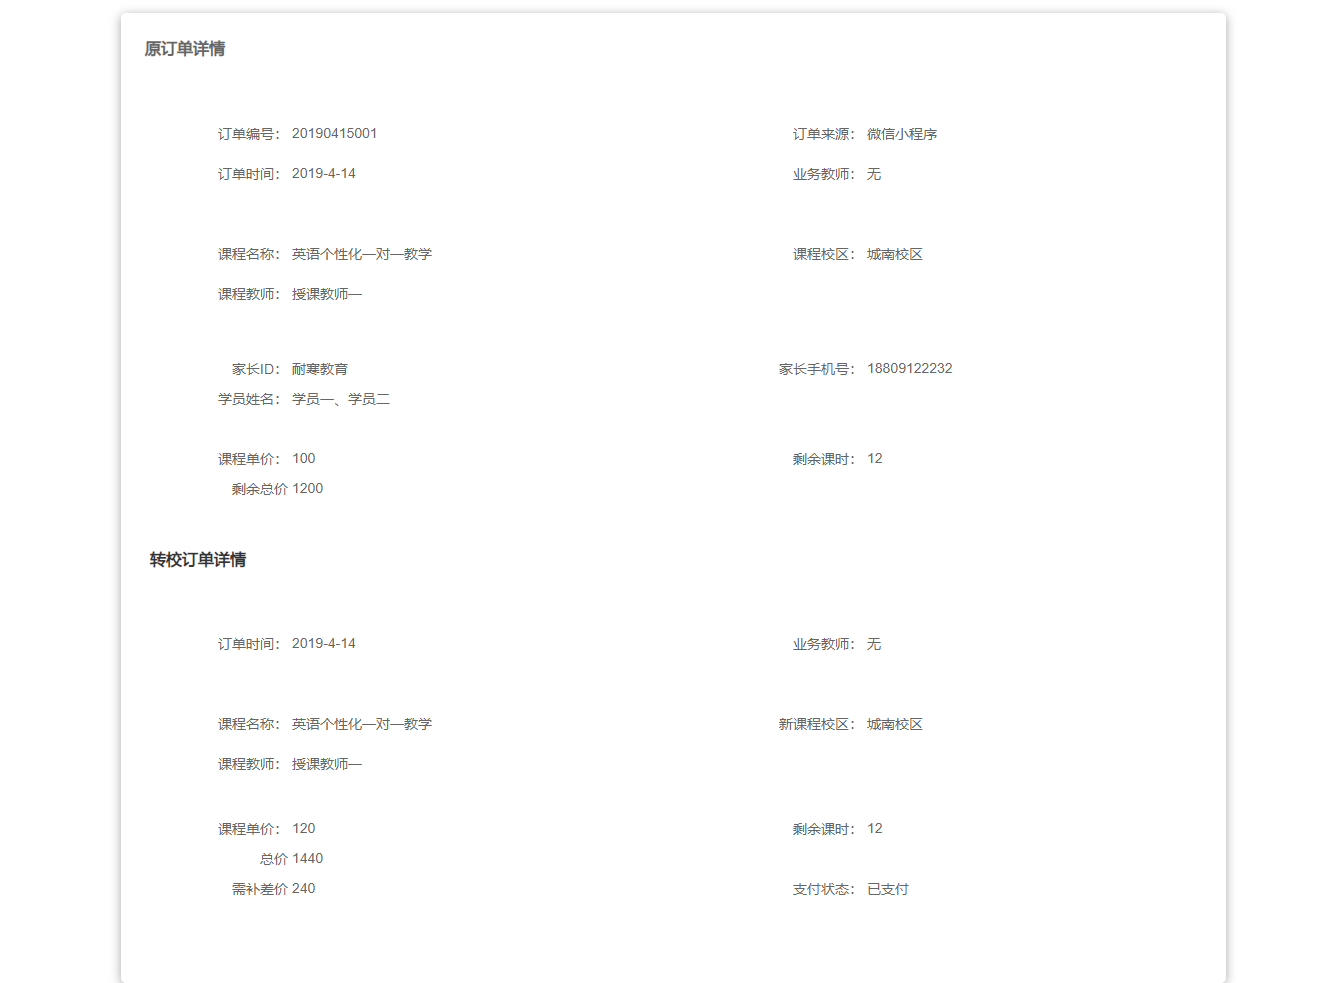 原订单详情
订单编号： 20190415001 订单来源： 微信小程序
订单时间： 2019-4-14 业务教师： 无
课程名称： 英语个性化一对一教学 课程校区： 城南校区
课程教师： 授课教师一
家长ID： 耐寒教育 家长手机号： 18809122232
学员姓名： 学员一、学员二
课程单价： 100 剩余课时： 12
剩余总价 1200
转校订单详情
订单时间： 2019-4-14 业务教师： 无
课程名称： 英语个性化一对一教学 新课程校区： 城南校区
课程教师： 授课教师一
课程单价： 120 剩余课时： 12
总价 1440
需补差价 240 支付状态： 已支付